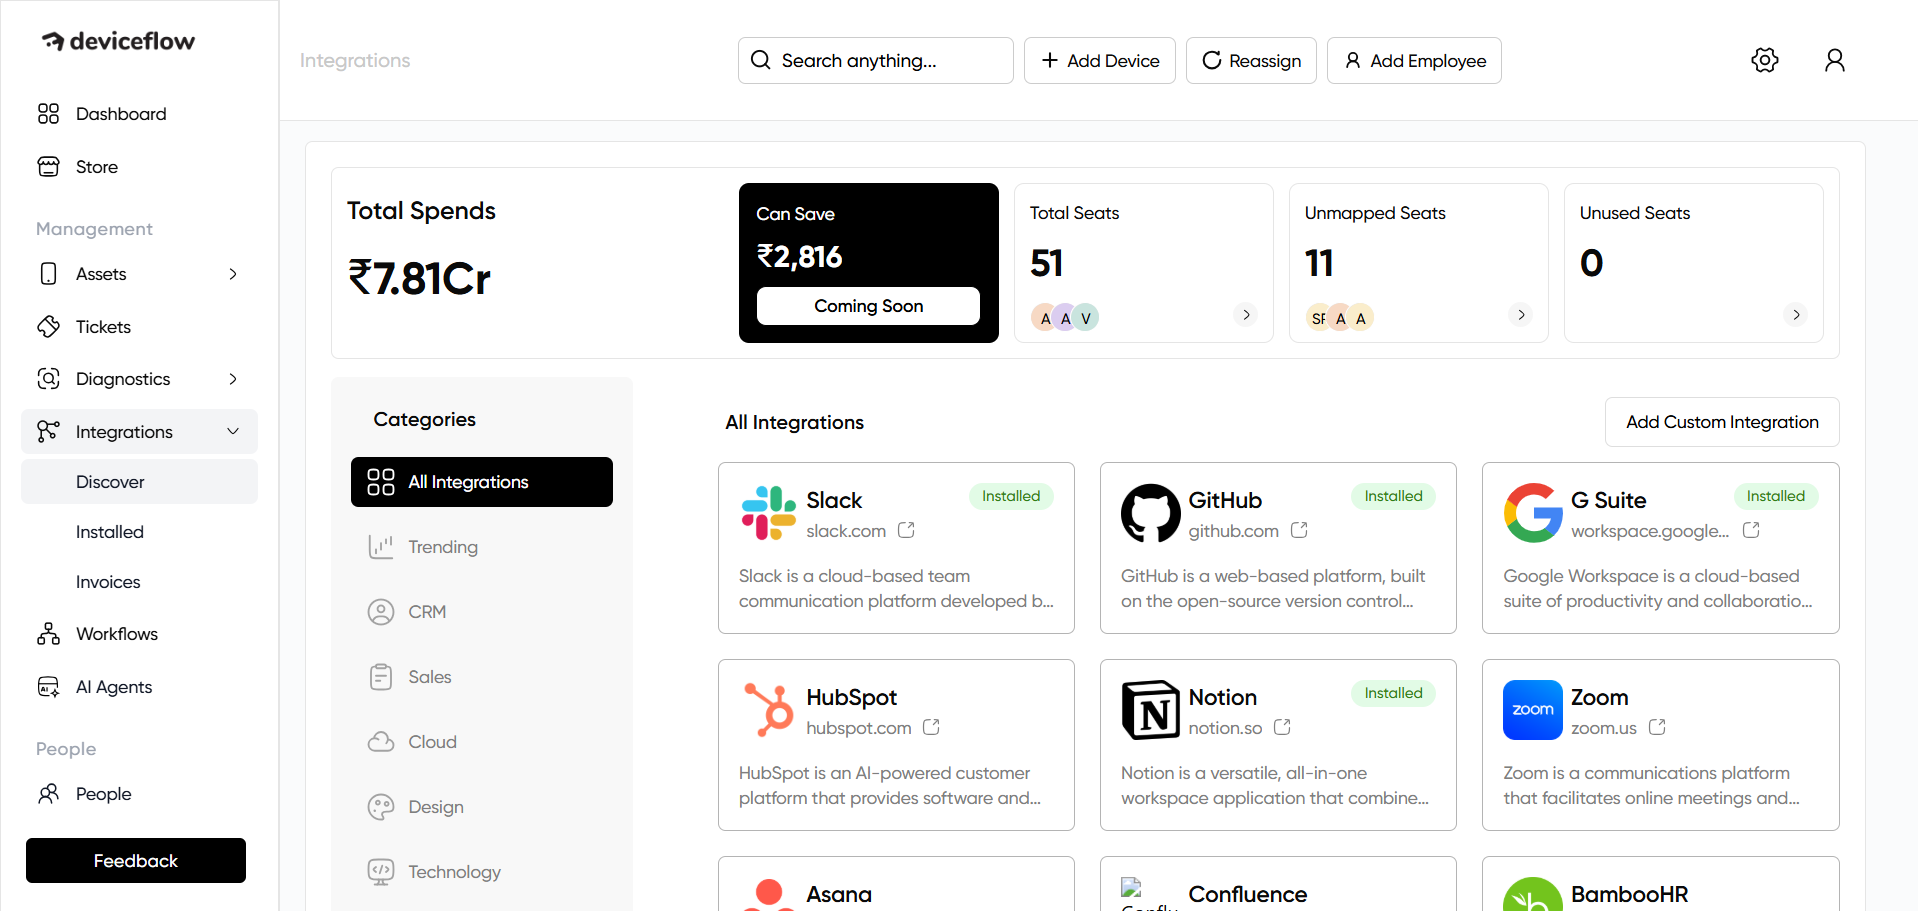 deviceflow
Dashboard
Store
Management
Assets
Tickets
Diagnostics
Integrations
Discover
Installed
Invoices
Workflows
AI Agents
People
People
Feedback
Integrations
Search anything...
Add Device
Reassign
Add Employee
Total Spends
₹7.81Cr
Can Save
₹2,816
Coming Soon
Total Seats
51
A A V
Unmapped Seats
11
SF A A
Unused Seats
0
Categories
All Integrations
Trending
CRM
Sales
Cloud
Design
Technology
All Integrations
Add Custom Integration
Slack
Installed
slack.com
Slack is a cloud-based team
communication platform developed b...
GitHub
Installed
github.com
GitHub is a web-based platform, built
on the open-source version control...
G Suite
Installed
workspace.google...
Google Workspace is a cloud-based
suite of productivity and collaboratio...
HubSpot
hubspot.com
HubSpot is an AI-powered customer
platform that provides software and...
N
Notion
Installed
notion.so
Notion is a versatile, all-in-one
workspace application that combine...
zoom
Zoom
zoom.us
Zoom is a communications platform
that facilitates online meetings and...
Asana
Confluence
b
BambooHR